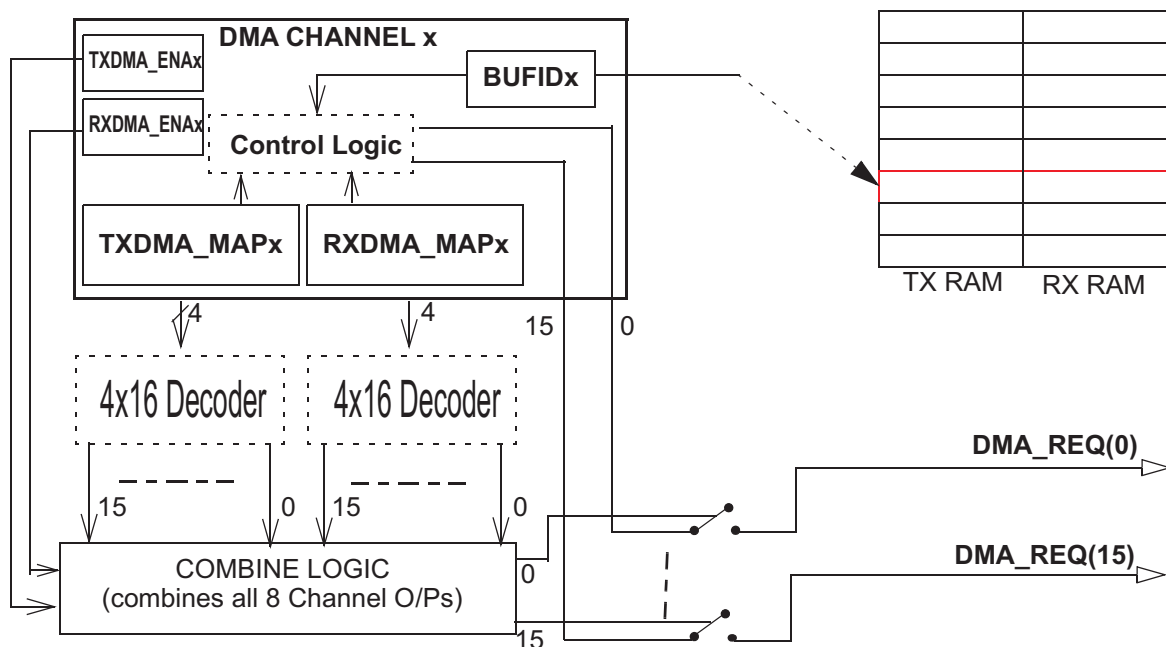 DMA CHANNEL x
TXDMA_ENAx
BUFIDx
RXDMA_ENAx
Control Logic
TXDMA_MAPx
RXDMA_MAPx
TX RAM
RX RAM
4
4
15
0
4x16 Decoder
4x16 Decoder
DMA_REQ(0)
15
0
15
0
DMA_REQ(15)
COMBINE LOGIC
(combines all 8 Channel O/Ps)
0
15